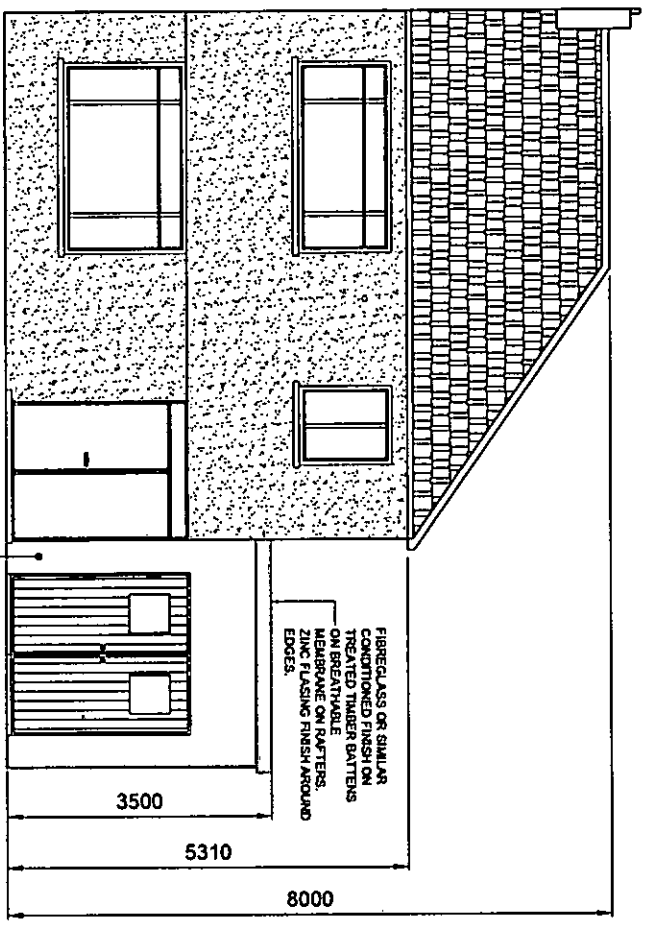 FIBREGLASS OR SIMILAR
CONDITIONED FINISH ON
TREATED TIMBER BATTENS
ON BREATHABLE
MEMBRANE ON RAFTERS.
ZINC FLASING FINISH AROUND
EDGES.
3500
5310
8000